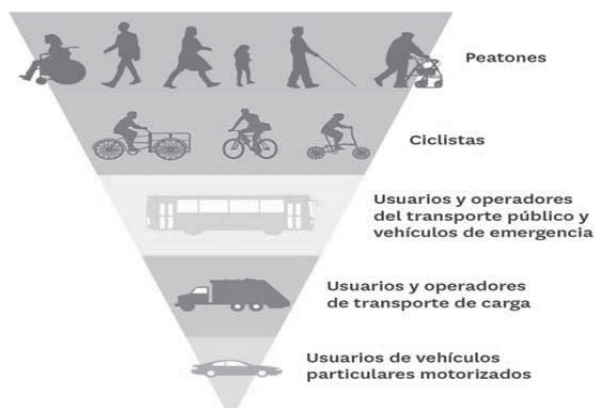 Peatones
Ciclistas
Usuarios y operadores
del transporte público y
vehículos de emergencia
Usuarios y operadores
de transporte de carga
Usuarios de vehículos
particulares motorizados